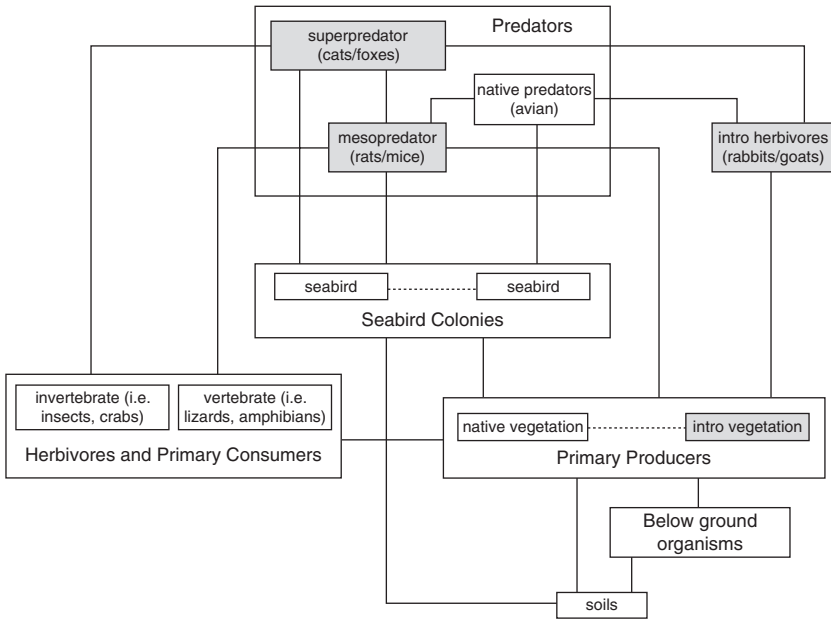 Predators
superpredator
(cats/foxes)
native predators
(avian)
mesopredator
(rats/mice)
intro herbivores
(rabbits/goats)
seabird
seabird
Seabird Colonies
invertebrate (i.e.
insects, crabs)
vertebrate (i.e.
lizards, amphibians)
Herbivores and Primary Consumers
native vegetation
intro vegetation
Primary Producers
Below ground
organisms
soils